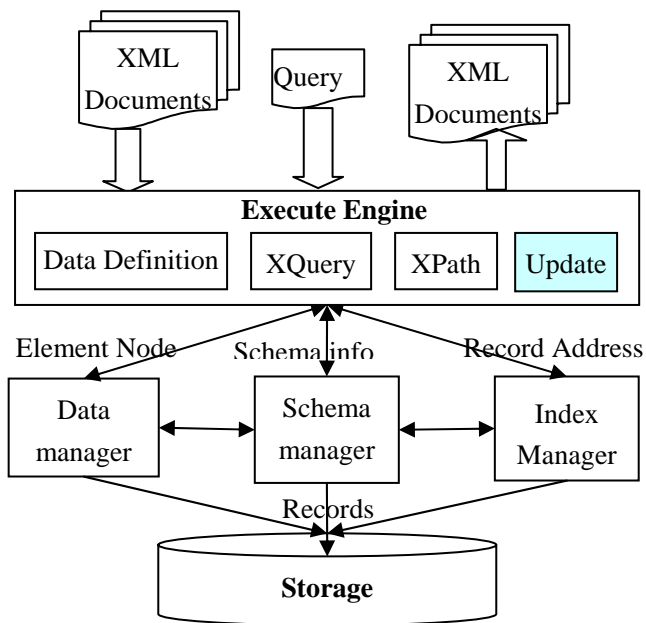 XML
Documents
Query
XML
Documents
Execute Engine
Data Definition
XQuery
XPath
Update
Element Node
Schema info
Record Address
Data
manager
Schema
manager
Index
Manager
Records
Storage